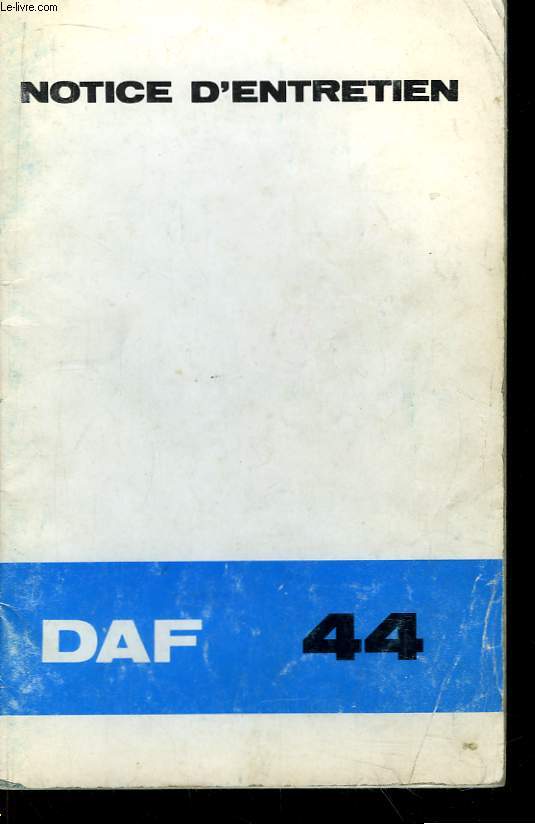 Le-livre.com
NOTICE D'ENTRETIEN
DAF 44